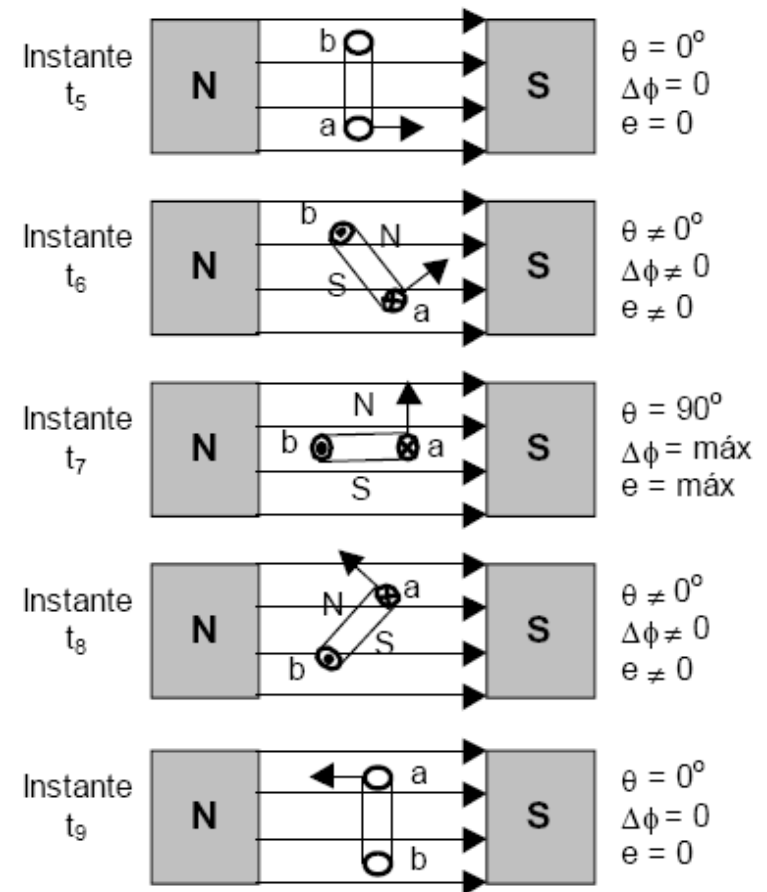 Instante
t5
N
b
a
S
θ = 0º
Δϕ = 0
e = 0
Instante
t6
N
b
N
S
a
S
θ ≠ 0º
Δϕ ≠ 0
e ≠ 0
Instante
t7
N
N
b
a
S
S
θ = 90º
Δϕ = máx
e = máx
Instante
t8
N
a
N
S
b
S
θ ≠ 0º
Δϕ ≠ 0
e ≠ 0
Instante
t9
N
a
b
S
θ = 0º
Δϕ = 0
e = 0